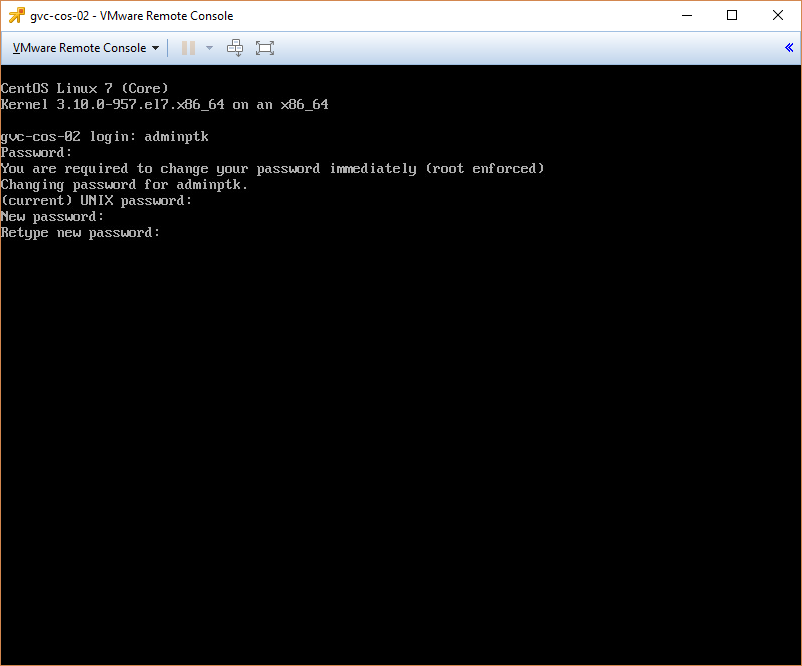 gvc-cos-02 - VMware Remote Console
VMware Remote Console
CentOS Linux 7 (Core)
Kernel 3.10.0-957.el7.x86_64 on an x86_64
gvc-cos-02 login: adminptk
Password:
You are required to change your password immediately (root enforced)
Changing password for adminptk.
(current) UNIX password:
New password:
Retype new password: